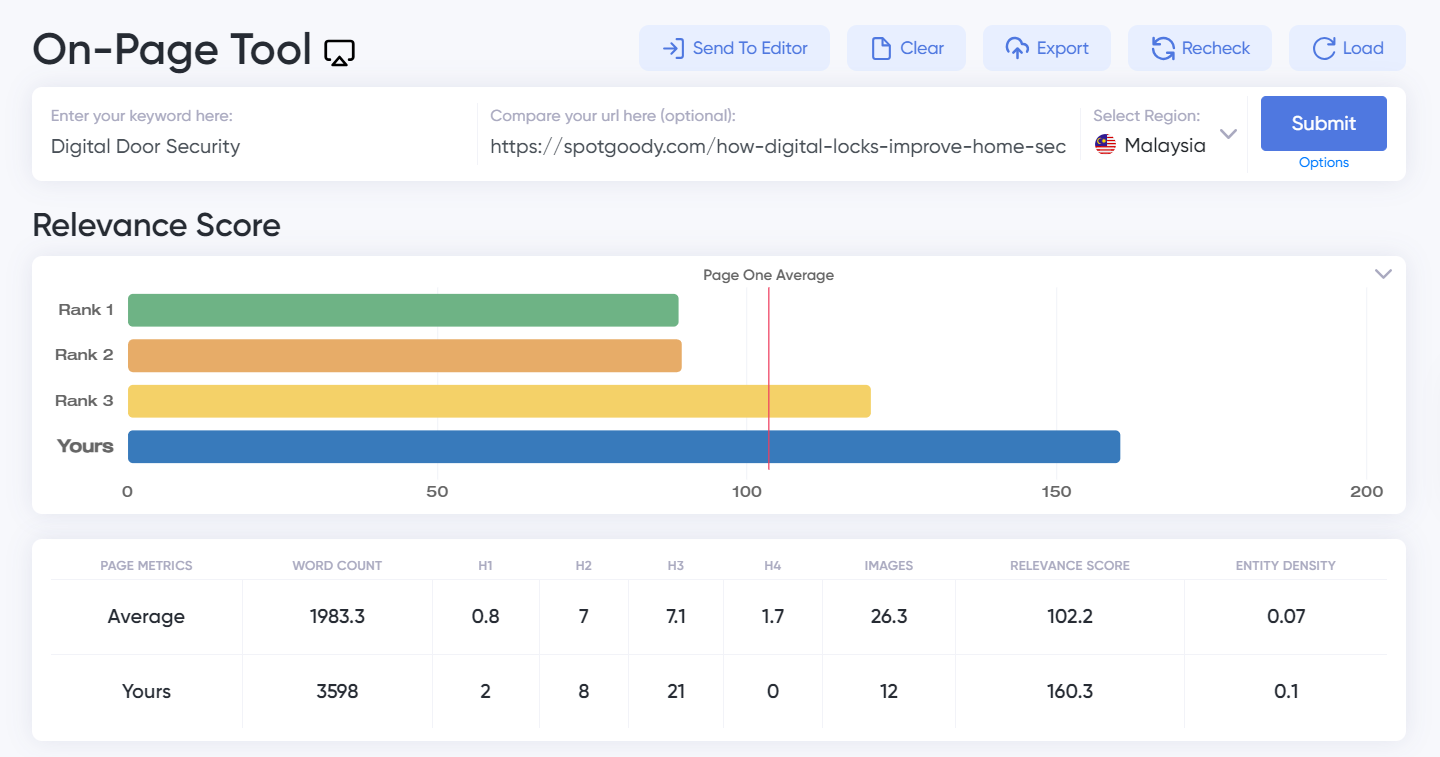 On-Page Tool
Send To Editor
Clear
Export
Recheck
Load
Enter your keyword here:
Digital Door Security
Compare your url here (optional):
https://spotgoody.com/how-digital-locks-improve-home-sec
Select Region:
Malaysia
Submit
Options
Relevance Score
Page One Average
Rank 1
Rank 2
Rank 3
Yours
0 50 100 150 200
PAGE METRICS WORD COUNT H1 H2 H3 H4 IMAGES RELEVANCE SCORE ENTITY DENSITY
Average 1983.3 0.8 7 7.1 1.7 26.3 102.2 0.07
Yours 3598 2 8 21 0 12 160.3 0.1